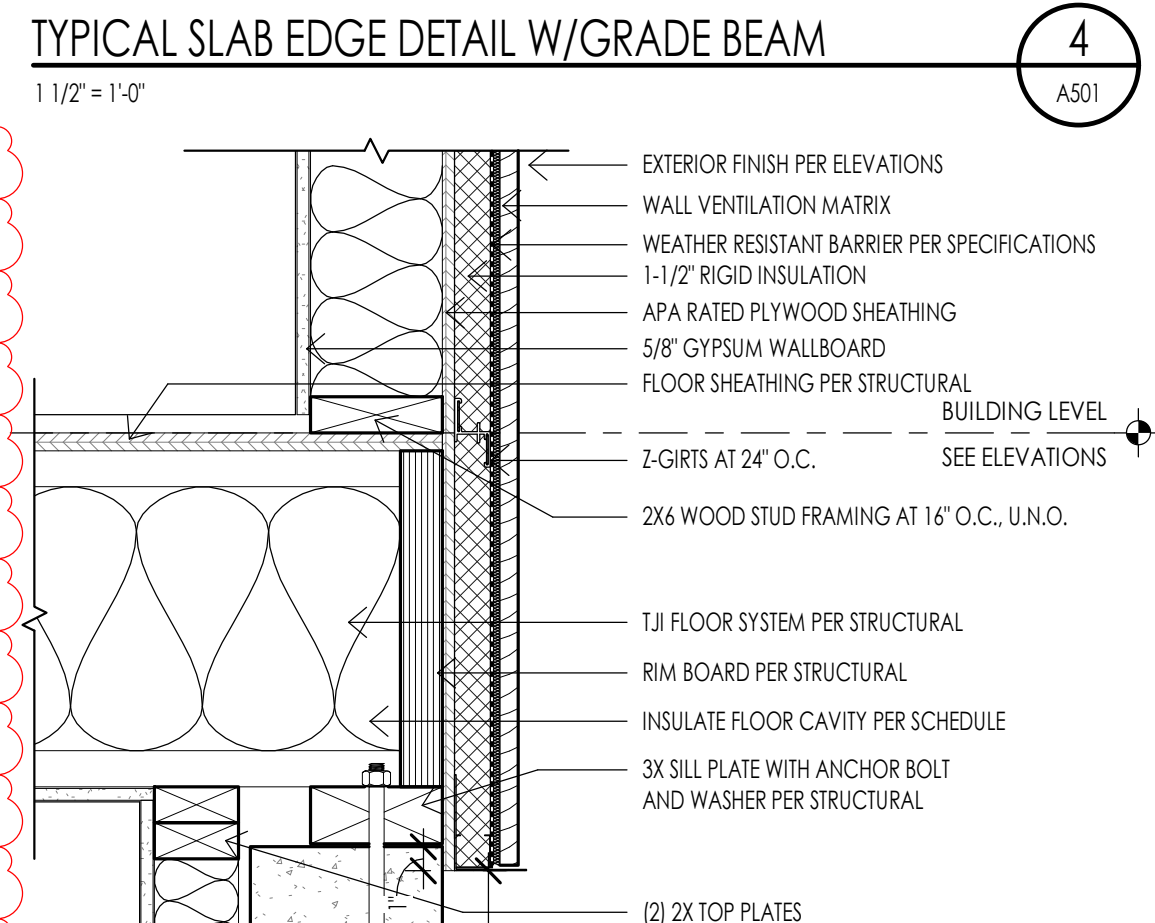 TYPICAL SLAB EDGE DETAIL W/GRADE BEAM
4
1 1/2" = 1'-0"
A501
EXTERIOR FINISH PER ELEVATIONS
WALL VENTILATION MATRIX
WEATHER RESISTANT BARRIER PER SPECIFICATIONS
1-1/2" RIGID INSULATION
APA RATED PLYWOOD SHEATHING
5/8" GYPSUM WALLBOARD
FLOOR SHEATHING PER STRUCTURAL
BUILDING LEVEL
SEE ELEVATIONS
Z-GIRTS AT 24" O.C.
2X6 WOOD STUD FRAMING AT 16" O.C., U.N.O.
TJI FLOOR SYSTEM PER STRUCTURAL
RIM BOARD PER STRUCTURAL
INSULATE FLOOR CAVITY PER SCHEDULE
3X SILL PLATE WITH ANCHOR BOLT
AND WASHER PER STRUCTURAL
(2) 2X TOP PLATES